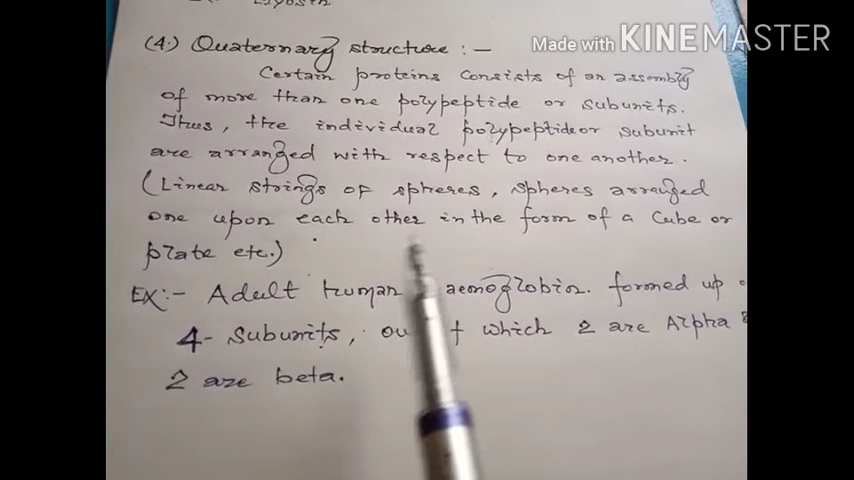 Made with KINEMASTER
(4.) Quaternary structure :-
Certain proteins consists of an assembly
of more than one polypeptide or subunits.
Thus, the individual polypeptide or subunit
are arranged with respect to one another.
(Linear strings of spheres, spheres arranged
one upon each other in the form of a cube or
plate etc.)
EX:- Adult human aemoglobin. formed up
4- subunits, which 2 are Alpha
2 are beta.